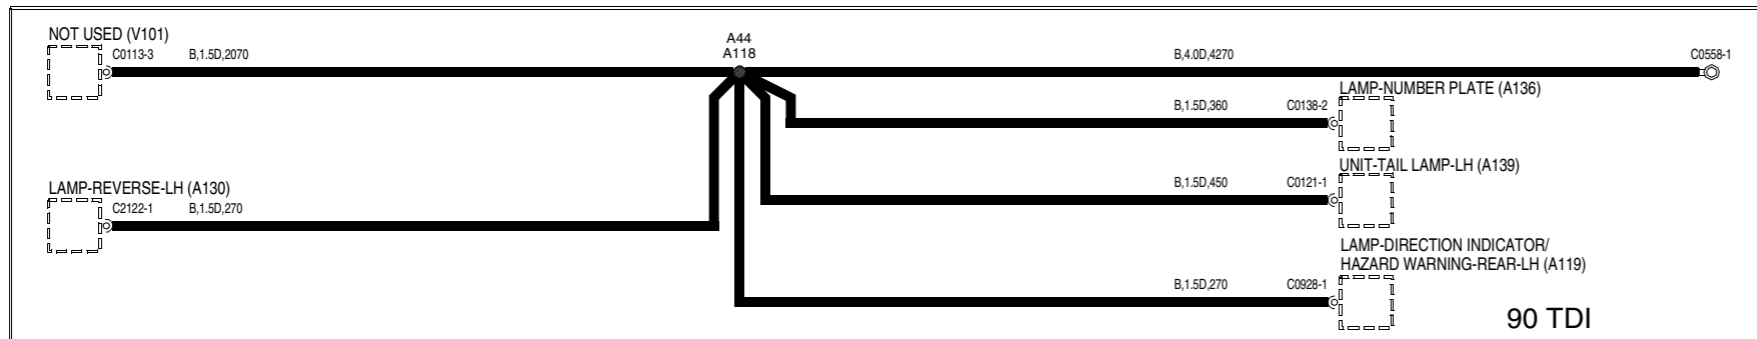 NOT USED (V101)
C0113-3
B,1.5D,2070
A44
A118
B,4.0D,4270
C0558-1
LAMP-NUMBER PLATE (A136)
B,1.5D,360
C0138-2
UNIT-TAIL LAMP-LH (A139)
LAMP-REVERSE-LH (A130)
B,1.5D,450
C0121-1
C2122-1
B,1.5D,270
LAMP-DIRECTION INDICATOR/
HAZARD WARNING-REAR-LH (A119)
B,1.5D,270
C0928-1
90 TDI